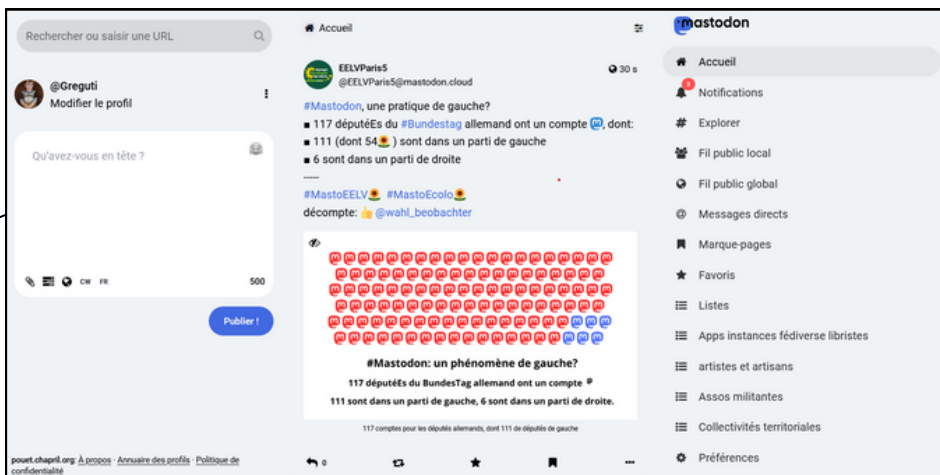 Rechercher ou saisir une URL
@Greguti
Modifier le profil
Qu'avez-vous en tête ?
CW FR
500
Publier !
pouet.chapril.org: À propos · Annuaire des profils · Politique de
confidentialité
Accueil
EELVParis5
30 s
@EELVParis5@mastodon.cloud
#Mastodon, une pratique de gauche?
▪ 117 députéEs du #Bundestag allemand ont un compte , dont:
▪ 111 (dont 54🌻) sont dans un parti de gauche
▪ 6 sont dans un parti de droite
-----
#MastoEELV🌻 #MastoEcolo🌻
décompte: 👍 @wahl_beobachter
#Mastodon: un phénomène de gauche?
117 députéEs du BundesTag allemand ont un compte
111 sont dans un parti de gauche, 6 sont dans un parti de droite.
117 comptes pour les députés allemands, dont 111 de députés de gauche
0
mastodon
Accueil
Notifications
# Explorer
Fil public local
Fil public global
@ Messages directs
Marque-pages
Favoris
Listes
Apps instances fédiverse libristes
artistes et artisans
Assos militantes
Collectivités territoriales
Préférences